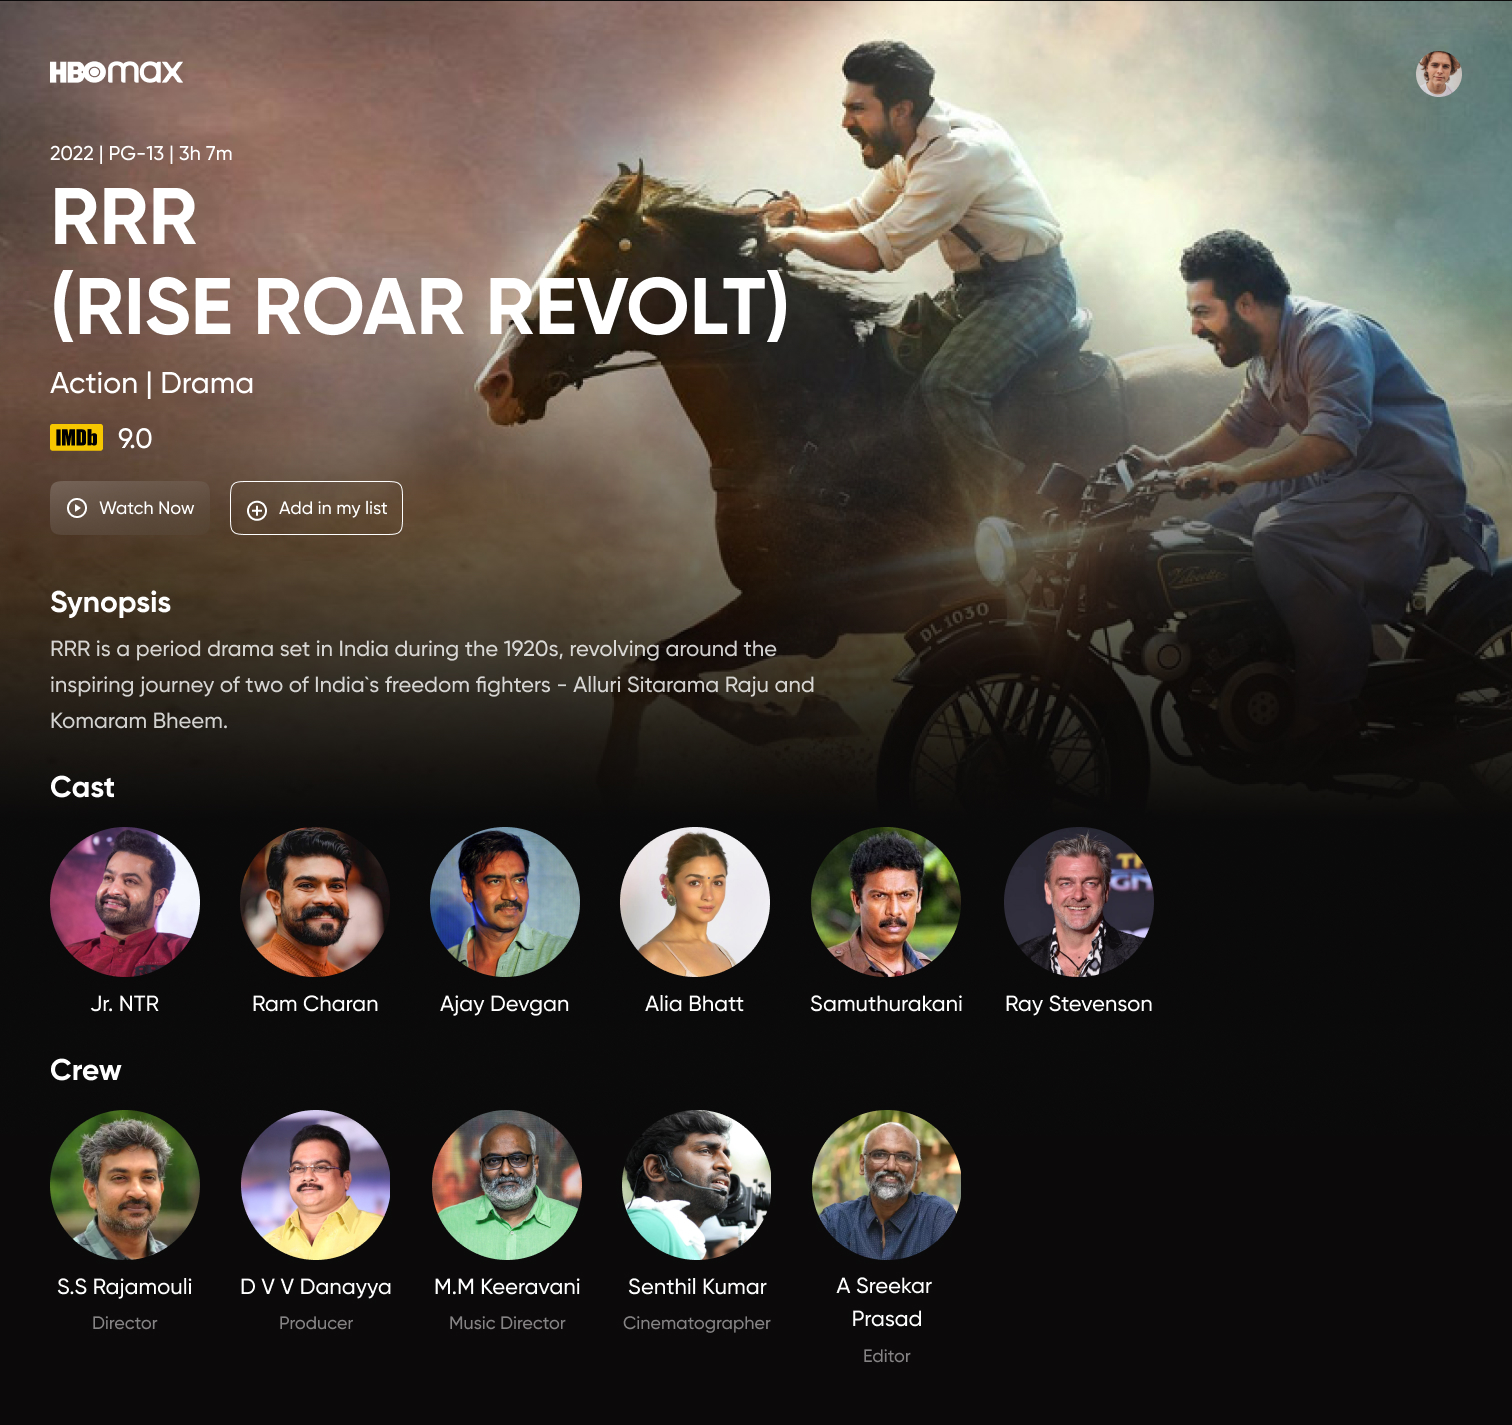 HBOmax
2022 | PG-13 | 3h 7m
RRR
(RISE ROAR REVOLT)
Action | Drama
IMDb 9.0
Watch Now
Add in my list
Synopsis
RRR is a period drama set in India during the 1920s, revolving around the
inspiring journey of two of India`s freedom fighters - Alluri Sitarama Raju and
Komaram Bheem.
DL 1030
Cast
Jr. NTR
Ram Charan
Ajay Devgan
Alia Bhatt
Samuthurakani
Ray Stevenson
Crew
S.S Rajamouli
Director
D V V Danayya
Producer
M.M Keeravani
Music Director
Senthil Kumar
Cinematographer
A Sreekar
Prasad
Editor